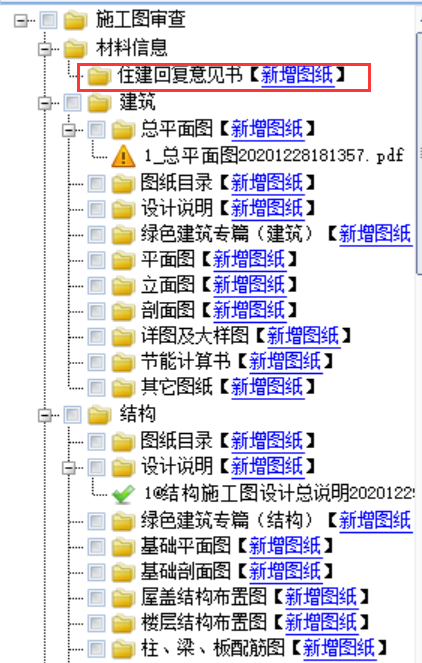 施工图审查
材料信息
住建回复意见书【新增图纸】
建筑
总平面图【新增图纸】
1_总平面图20201228181357.pdf
图纸目录【新增图纸】
设计说明【新增图纸】
绿色建筑专篇（建筑）【新增图纸
平面图【新增图纸】
立面图【新增图纸】
剖面图【新增图纸】
详图及大样图【新增图纸】
节能计算书【新增图纸】
其它图纸【新增图纸】
结构
图纸目录【新增图纸】
设计说明【新增图纸】
1@结构施工图设计总说明20201229
绿色建筑专篇（结构）【新增图纸
基础平面图【新增图纸】
基础剖面图【新增图纸】
屋盖结构布置图【新增图纸】
楼层结构布置图【新增图纸】
柱、梁、板配筋图【新增图纸】